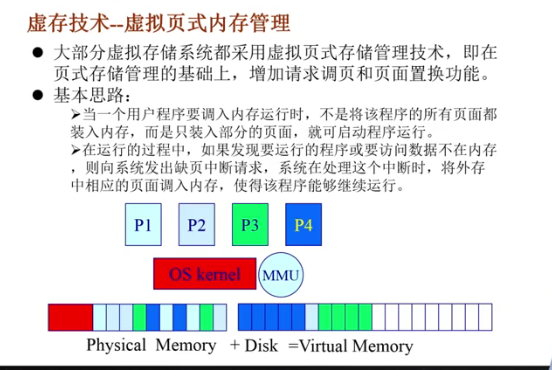 虚存技术--虚拟页式内存管理
● 大部分虚拟存储系统都采用虚拟页式存储管理技术，即在
页式存储管理的基础上，增加请求调页和页面置换功能。
● 基本思路：
➢当一个用户程序要调入内存运行时，不是将该程序的所有页面都
装入内存，而是只装入部分的页面，就可启动程序运行。
➢在运行的过程中，如果发现要运行的程序或要访问数据不在内存
，则向系统发出缺页中断请求，系统在处理这个中断时，将外存
中相应的页面调入内存，使得该程序能够继续运行。
P1 P2 P3 P4
OS kernel MMU
Physical Memory + Disk =Virtual Memory